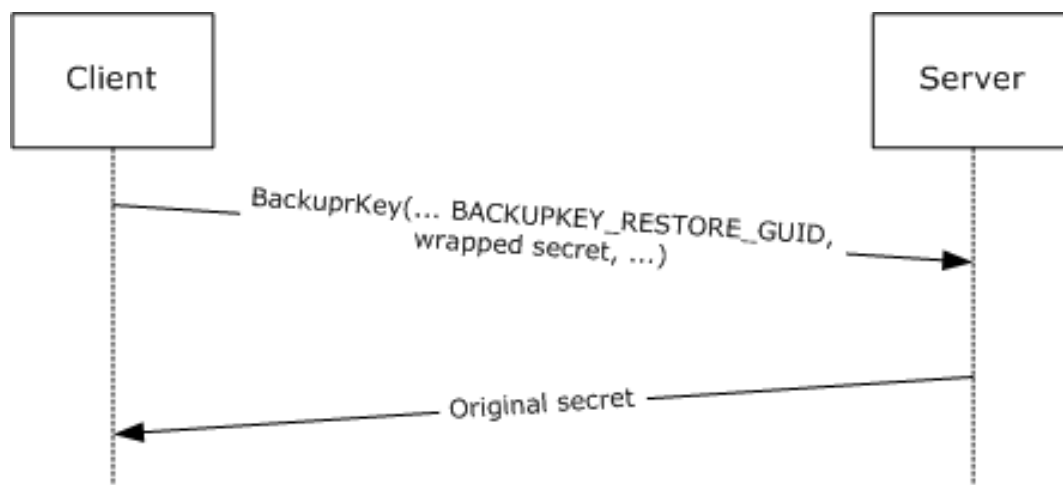 Client
Server
BackuprKey(... BACKUPKEY_RESTORE_GUID,
wrapped secret, ...)
Original secret